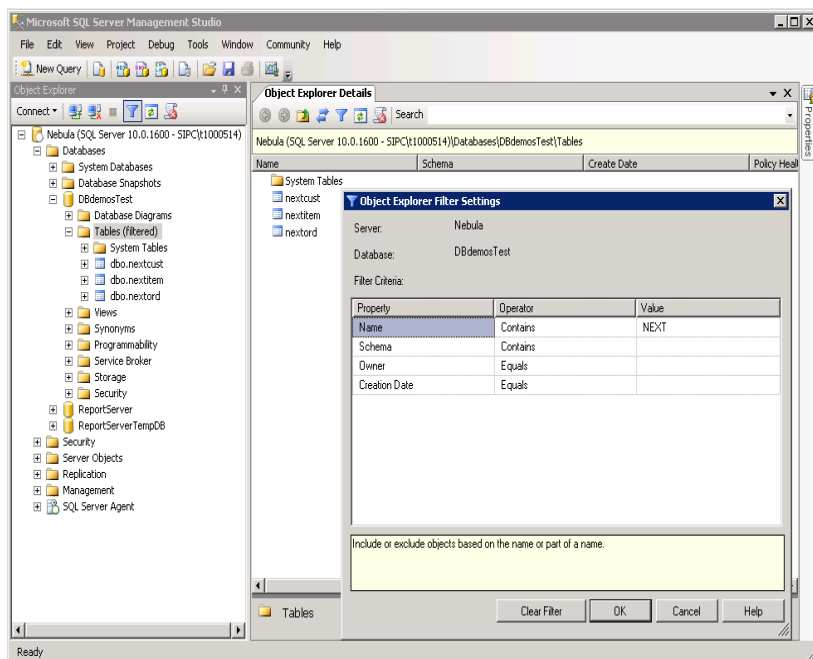 Microsoft SQL Server Management Studio
File Edit View Project Debug Tools Window Community Help
New Query
Object Explorer
Connect
Nebula (SQL Server 10.0.1600 - SIPC\t1000514)
Databases
System Databases
Database Snapshots
DBdemosTest
Database Diagrams
Tables (filtered)
System Tables
dbo.nextcust
dbo.nextitem
dbo.nextord
Views
Synonyms
Programmability
Service Broker
Storage
Security
ReportServer
ReportServerTempDB
Security
Server Objects
Replication
Management
SQL Server Agent
Object Explorer Details
Search
Nebula (SQL Server 10.0.1600 - SIPC\t1000514)\Databases\DBdemosTest\Tables
Name Schema Create Date Policy Heal
System Tables
nextcust
nextitem
nextord
Tables
Object Explorer Filter Settings
Server: Nebula
Database: DBdemosTest
Filter Criteria:
Property Operator Value
Name Contains NEXT
Schema Contains
Owner Equals
Creation Date Equals
Include or exclude objects based on the name or part of a name.
Clear Filter OK Cancel Help
Properties
Ready